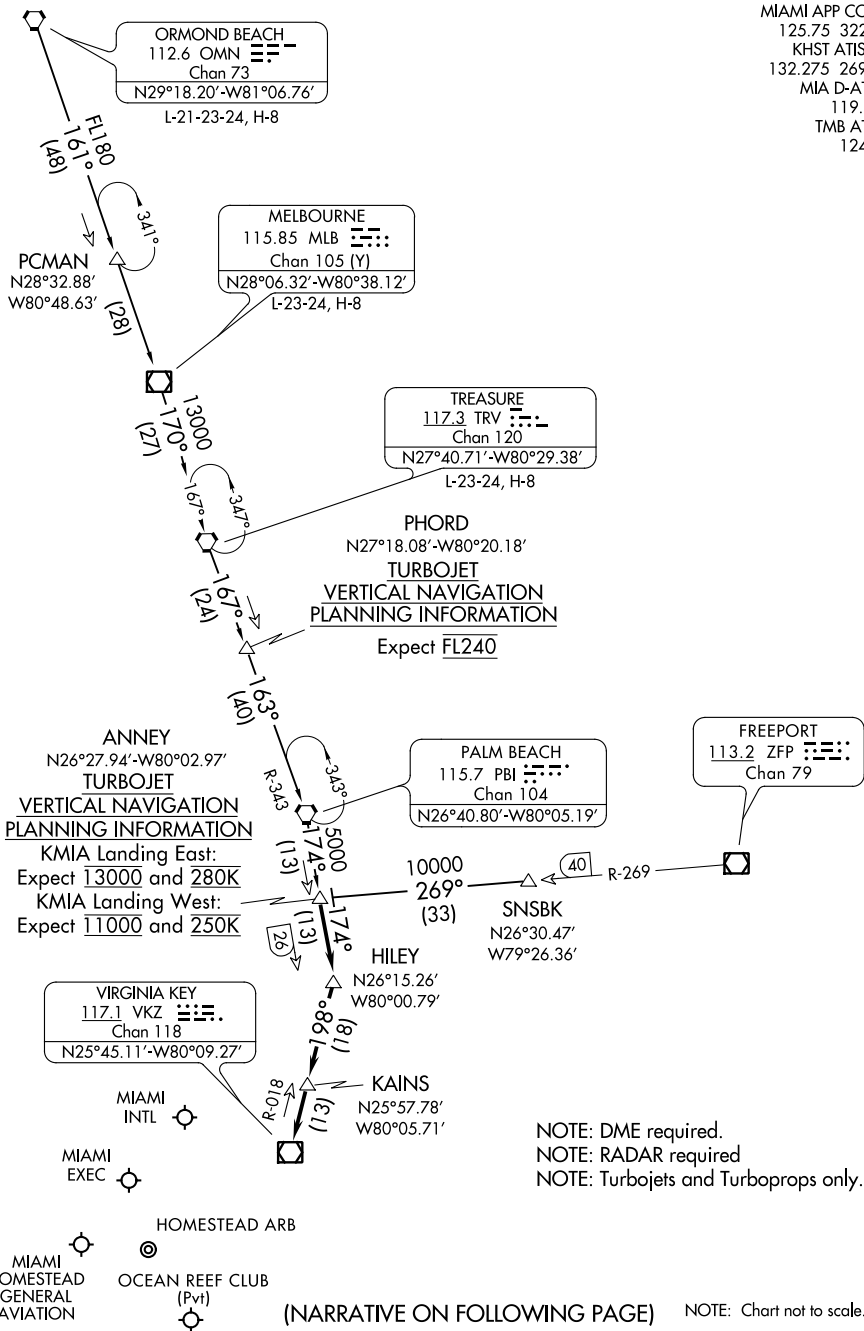 MIAMI APP CO
125.75 322
KHST ATIS
132.275 269
MIA D-AT
119.
TMB AT
124
ORMOND BEACH
112.6 OMN
Chan 73
N29°18.20′-W81°06.76′
L-21-23-24, H-8
FL180
161°
(48)
341°
PCMAN
N28°32.88′
W80°48.63′
(28)
MELBOURNE
115.85 MLB
Chan 105 (Y)
N28°06.32′-W80°38.12′
L-23-24, H-8
13000
170°
(27)
167°
347°
TREASURE
117.3 TRV
Chan 120
N27°40.71′-W80°29.38′
L-23-24, H-8
167°
(24)
PHORD
N27°18.08′-W80°20.18′
TURBOJET
VERTICAL NAVIGATION
PLANNING INFORMATION
Expect FL240
163°
(40)
R-343
343°
ANNEY
N26°27.94′-W80°02.97′
TURBOJET
VERTICAL NAVIGATION
PLANNING INFORMATION
KMIA Landing East:
Expect 13000 and 280K
KMIA Landing West:
Expect 11000 and 250K
PALM BEACH
115.7 PBI
Chan 104
N26°40.80′-W80°05.19′
FREEPORT
113.2 ZFP
Chan 79
5000
174°
(13)
10000
269°
(33)
40
R-269
SNSBK
N26°30.47′
W79°26.36′
174°
(13)
26
HILEY
N26°15.26′
W80°00.79′
198°
(18)
VIRGINIA KEY
117.1 VKZ
Chan 118
N25°45.11′-W80°09.27′
KAINS
N25°57.78′
W80°05.71′
R-018
(13)
MIAMI
INTL
MIAMI
EXEC
HOMESTEAD ARB
MIAMI
OMESTEAD
GENERAL
AVIATION
OCEAN REEF CLUB
(Pvt)
NOTE: DME required.
NOTE: RADAR required
NOTE: Turbojets and Turboprops only.
(NARRATIVE ON FOLLOWING PAGE)
NOTE: Chart not to scale.